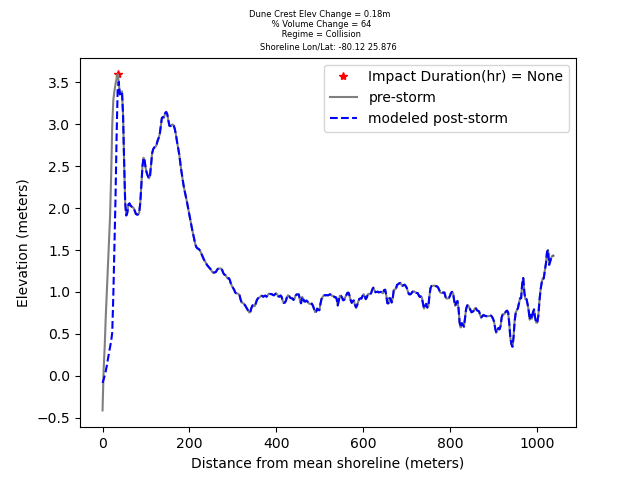 Dune Crest Elev Change = 0.18m
% Volume Change = 64
Regime = Collision
Shoreline Lon/Lat: -80.12 25.876
Impact Duration(hr) = None
pre-storm
modeled post-storm
Elevation (meters)
3.5
3.0
2.5
2.0
1.5
1.0
0.5
0.0
−0.5
0 200 400 600 800 1000
Distance from mean shoreline (meters)